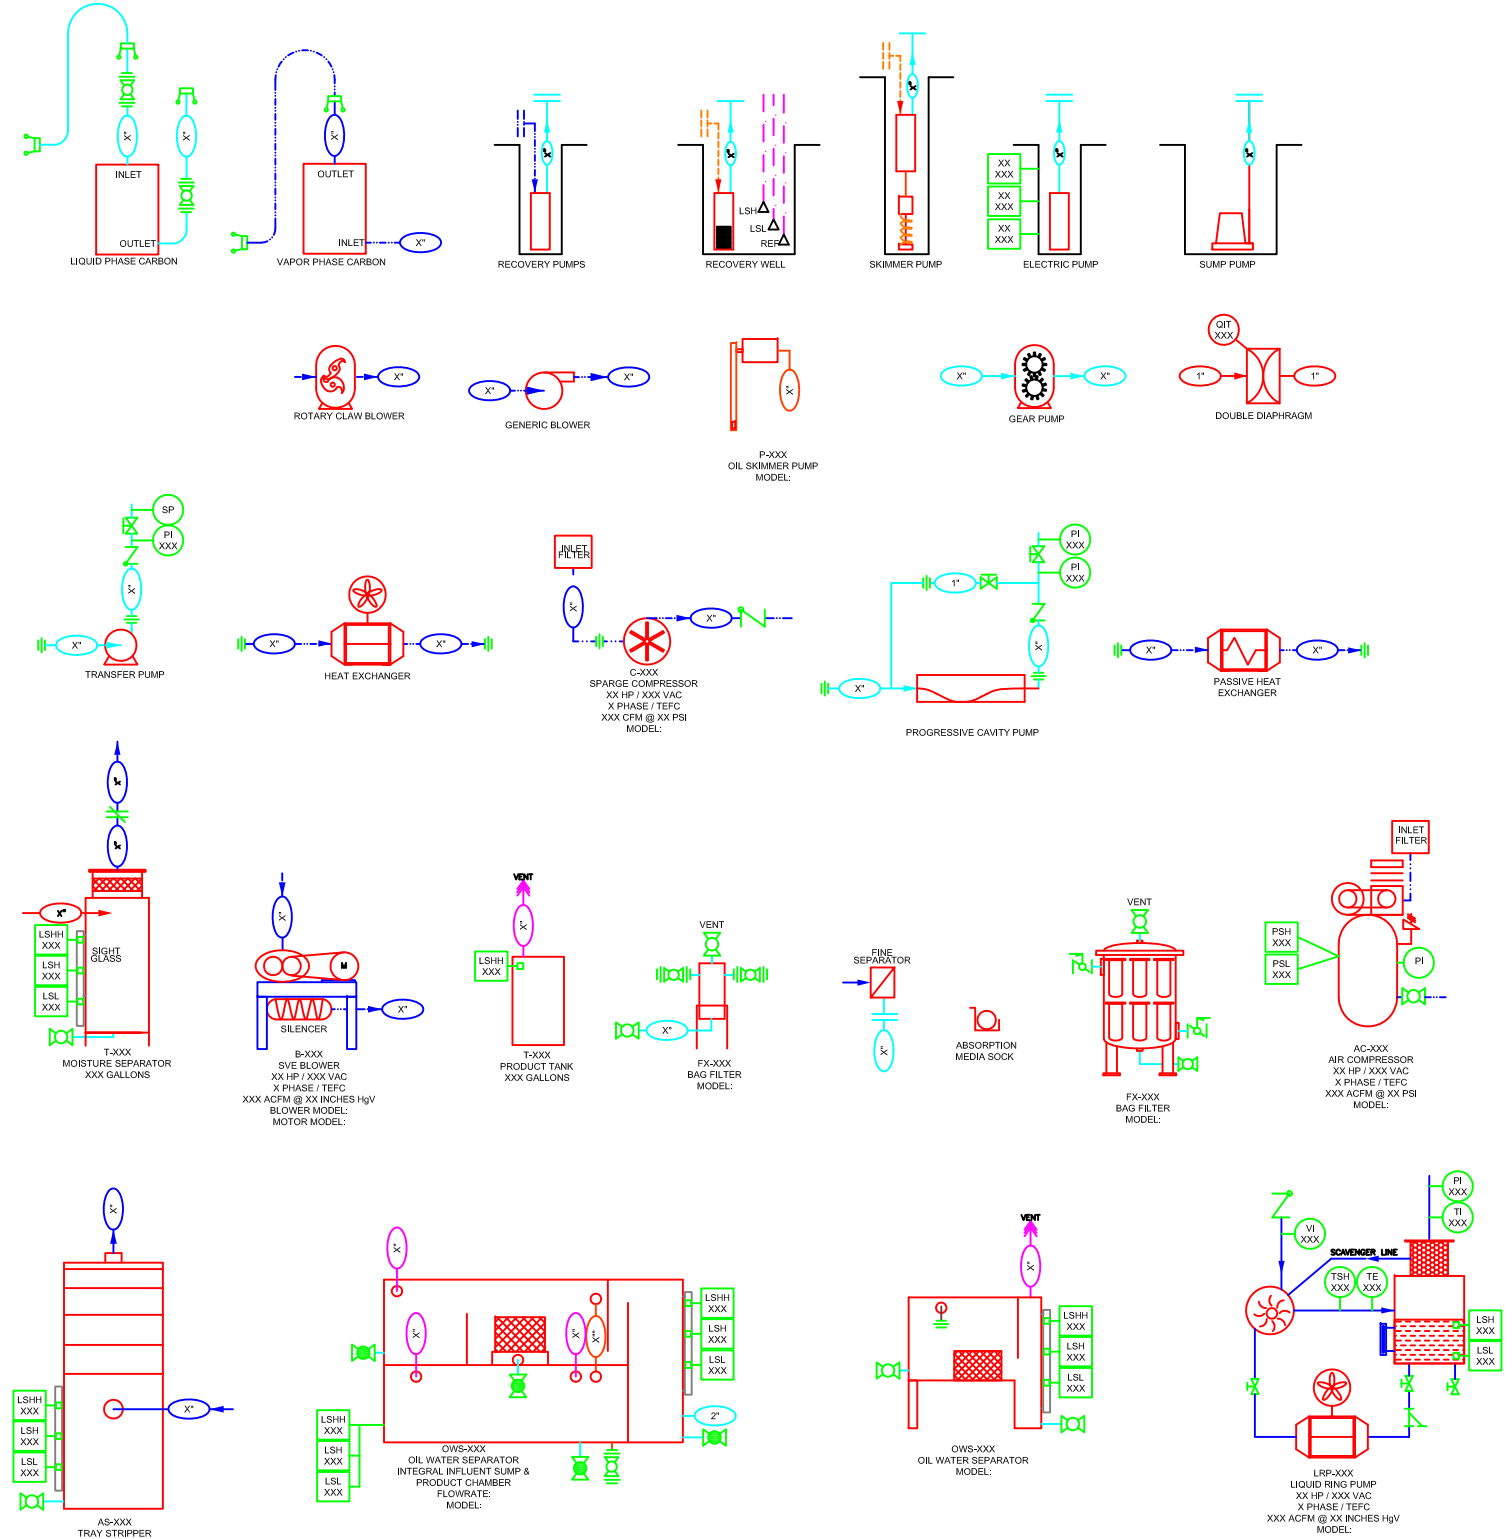 X"
X"
INLET
OUTLET
LIQUID PHASE CARBON
X"
OUTLET
INLET
X"
VAPOR PHASE CARBON
RECOVERY PUMPS
LSH
LSL
REF
RECOVERY WELL
SKIMMER PUMP
XX
XXX
XX
XXX
XX
XXX
ELECTRIC PUMP
SUMP PUMP
X"
ROTARY CLAW BLOWER
X"
X"
GENERIC BLOWER
X"
P-XXX
OIL SKIMMER PUMP
MODEL:
X"
X"
GEAR PUMP
QIT
XXX
1"
1"
DOUBLE DIAPHRAGM
SP
PI
XXX
X"
X"
TRANSFER PUMP
X"
X"
HEAT EXCHANGER
INLET
FILTER
X"
X"
C-XXX
SPARGE COMPRESSOR
XX HP / XXX VAC
X PHASE / TEFC
XXX CFM @ XX PSI
MODEL:
PI
XXX
PI
XXX
1"
X"
X"
PROGRESSIVE CAVITY PUMP
X"
X"
PASSIVE HEAT
EXCHANGER
X"
X"
X"
LSHH
XXX
LSH
XXX
LSL
XXX
SIGHT
GLASS
T-XXX
MOISTURE SEPARATOR
XXX GALLONS
X"
M
SILENCER
X"
B-XXX
SVE BLOWER
XX HP / XXX VAC
X PHASE / TEFC
XXX ACFM @ XX INCHES HgV
BLOWER MODEL:
MOTOR MODEL:
VENT
X"
LSHH
XXX
T-XXX
PRODUCT TANK
XXX GALLONS
VENT
X"
FX-XXX
BAG FILTER
MODEL:
FINE
SEPARATOR
X"
ABSORPTION
MEDIA SOCK
VENT
FX-XXX
BAG FILTER
MODEL:
INLET
FILTER
PSH
XXX
PSL
XXX
PI
AC-XXX
AIR COMPRESSOR
XX HP / XXX VAC
X PHASE / TEFC
XXX ACFM @ XX PSI
MODEL:
X"
X"
LSHH
XXX
LSH
XXX
LSL
XXX
AS-XXX
TRAY STRIPPER
X"
X"
X"
X"
LSHH
XXX
LSH
XXX
LSL
XXX
2"
LSHH
XXX
LSH
XXX
LSL
XXX
OWS-XXX
OIL WATER SEPARATOR
INTEGRAL INFLUENT SUMP &
PRODUCT CHAMBER
FLOWRATE:
MODEL:
VENT
X"
LSHH
XXX
LSH
XXX
LSL
XXX
OWS-XXX
OIL WATER SEPARATOR
MODEL:
PI
XXX
TI
XXX
VI
XXX
SCAVENGER LINE
TSH
XXX
TE
XXX
LSH
XXX
LSL
XXX
LRP-XXX
LIQUID RING PUMP
XX HP / XXX VAC
X PHASE / TEFC
XXX ACFM @ XX INCHES HgV
MODEL: